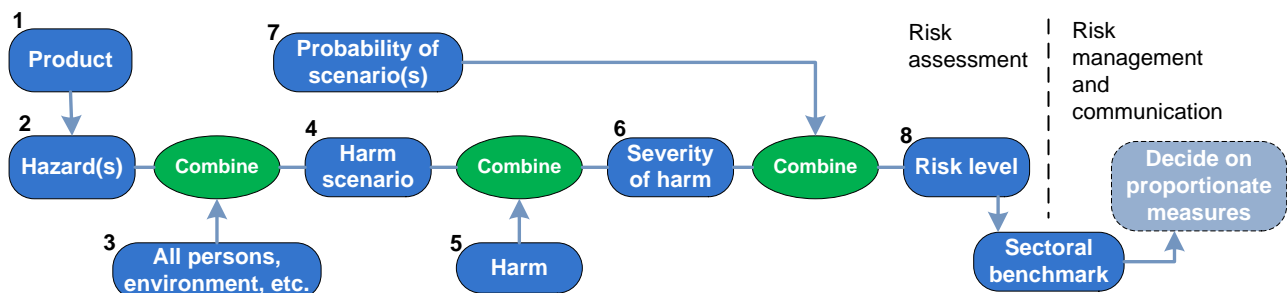 1
Product
2
Hazard(s)
Combine
3
All persons,
environment, etc.
4
Harm
scenario
Combine
5
Harm
6
Severity
of harm
7
Probability of
scenario(s)
Combine
8
Risk level
Risk
assessment
Risk
management
and
communication
Sectoral
benchmark
Decide on
proportionate
measures